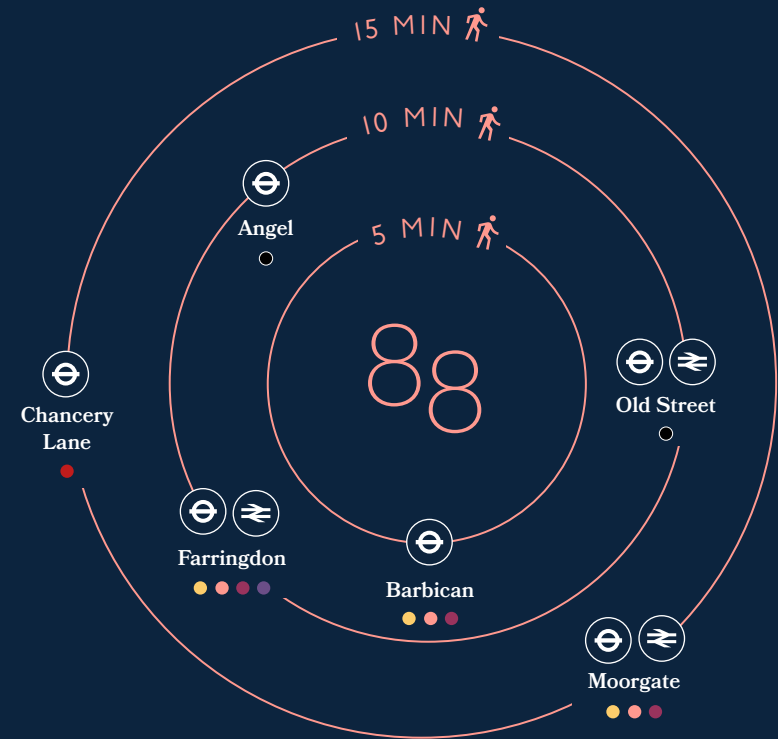 15 MIN
10 MIN
Angel
5 MIN
88
Old Street
Chancery
Lane
Farringdon
Barbican
Moorgate